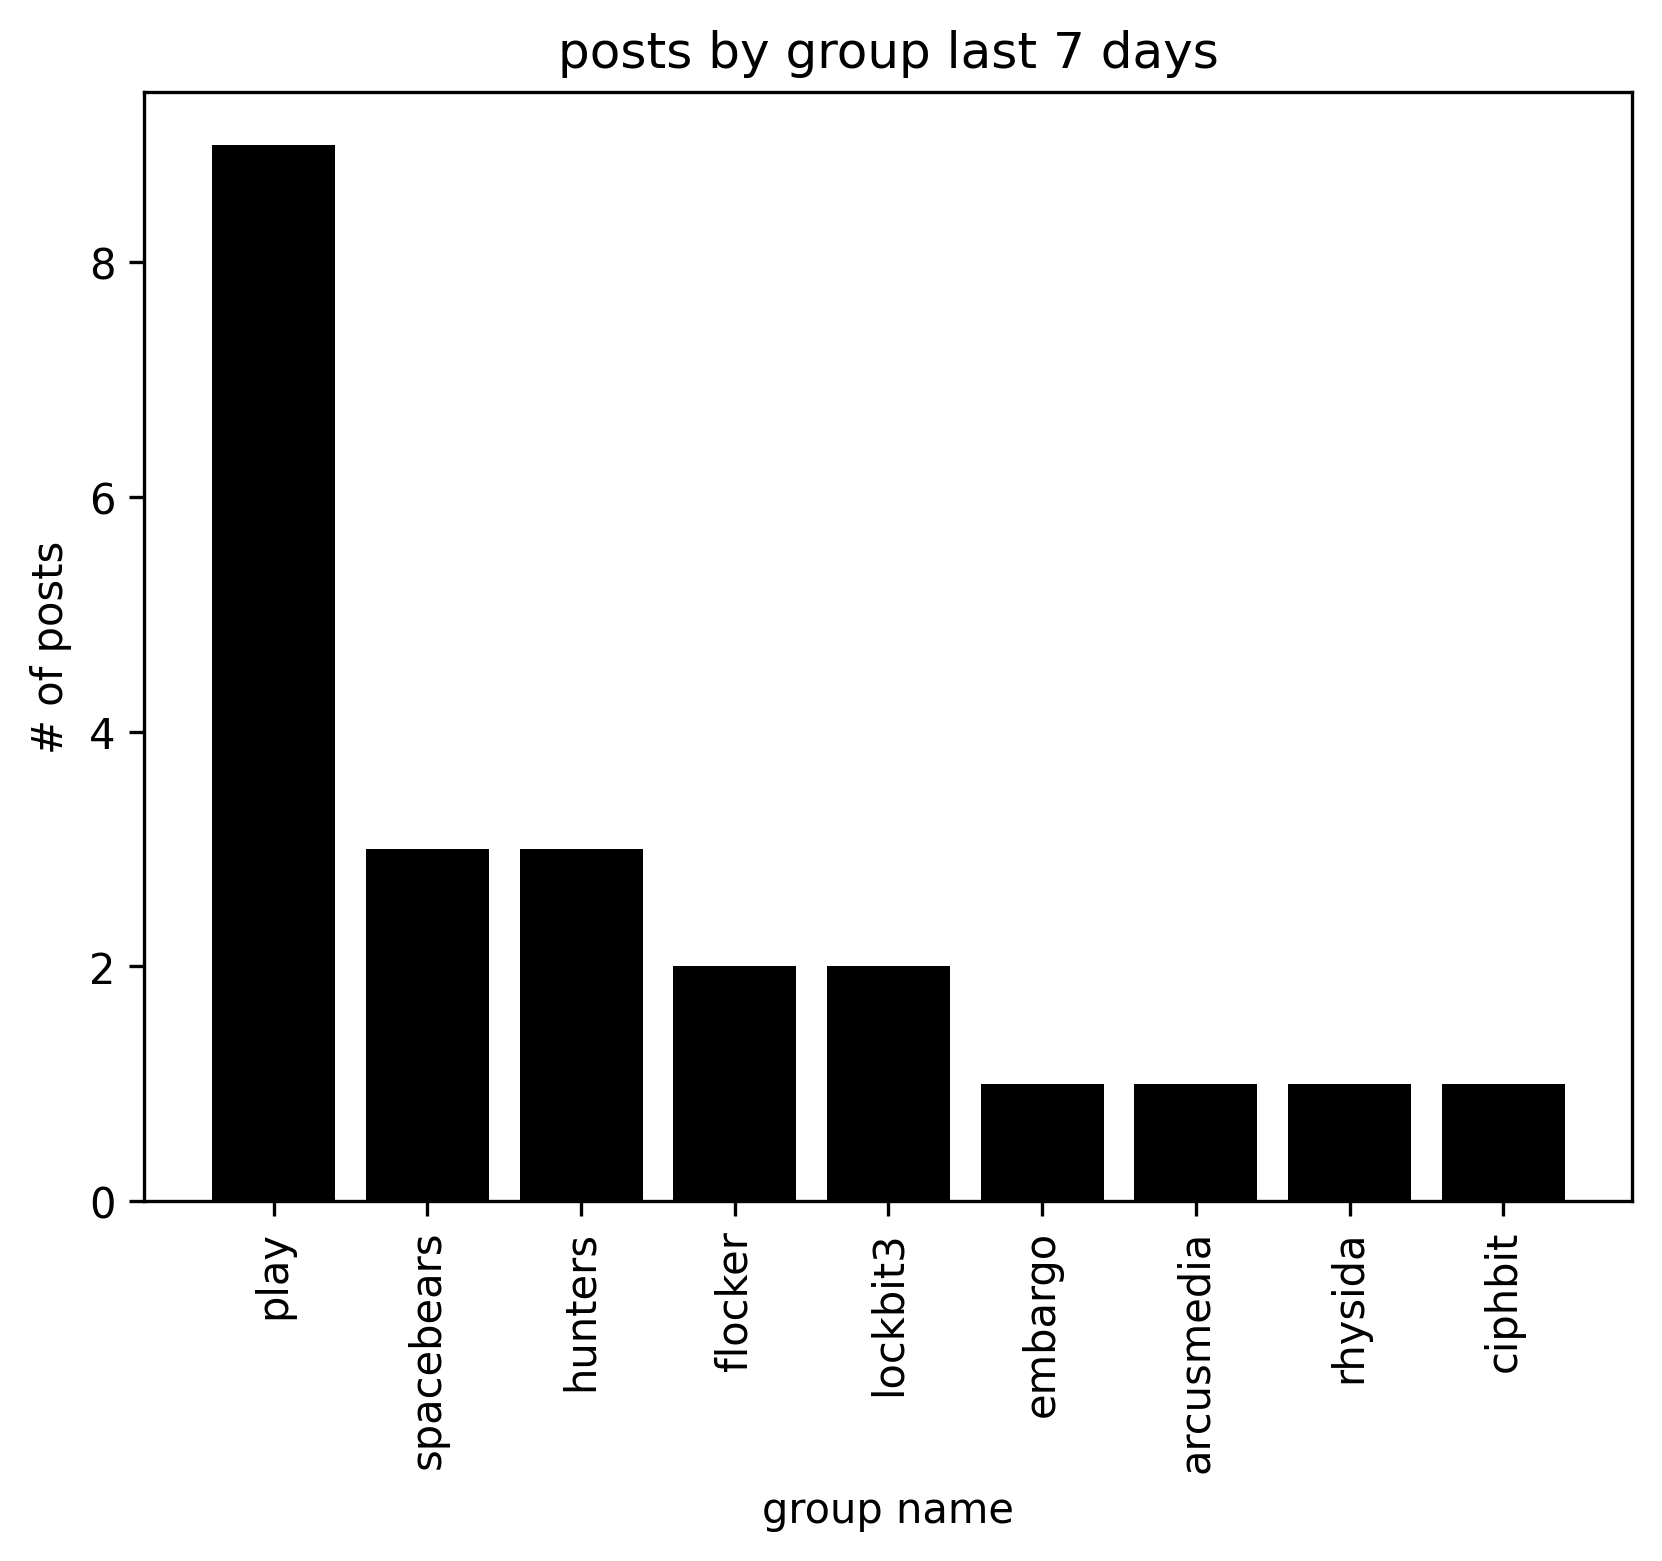 posts by group last 7 days
8
6
4
2
0
# of posts
play
spacebears
hunters
flocker
lockbit3
embargo
arcusmedia
rhysida
ciphbit
group name